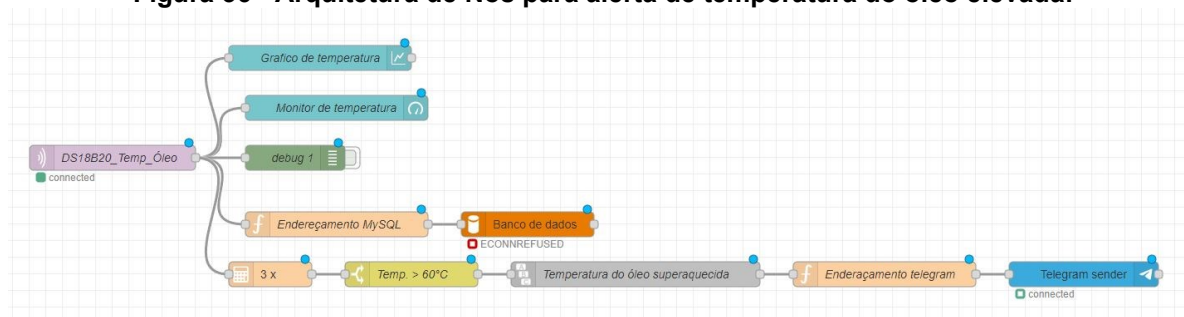 Figura - Arquitetura de Nós para alerta de temperatura do óleo elevada.
Grafico de temperatura
Monitor de temperatura
DS18B20_Temp_Óleo
debug 1
connected
Endereçamento MySQL
Banco de dados
ECONNREFUSED
3 x
Temp. > 60°C
Temperatura do óleo superaquecida
Enderaçamento telegram
Telegram sender
connected